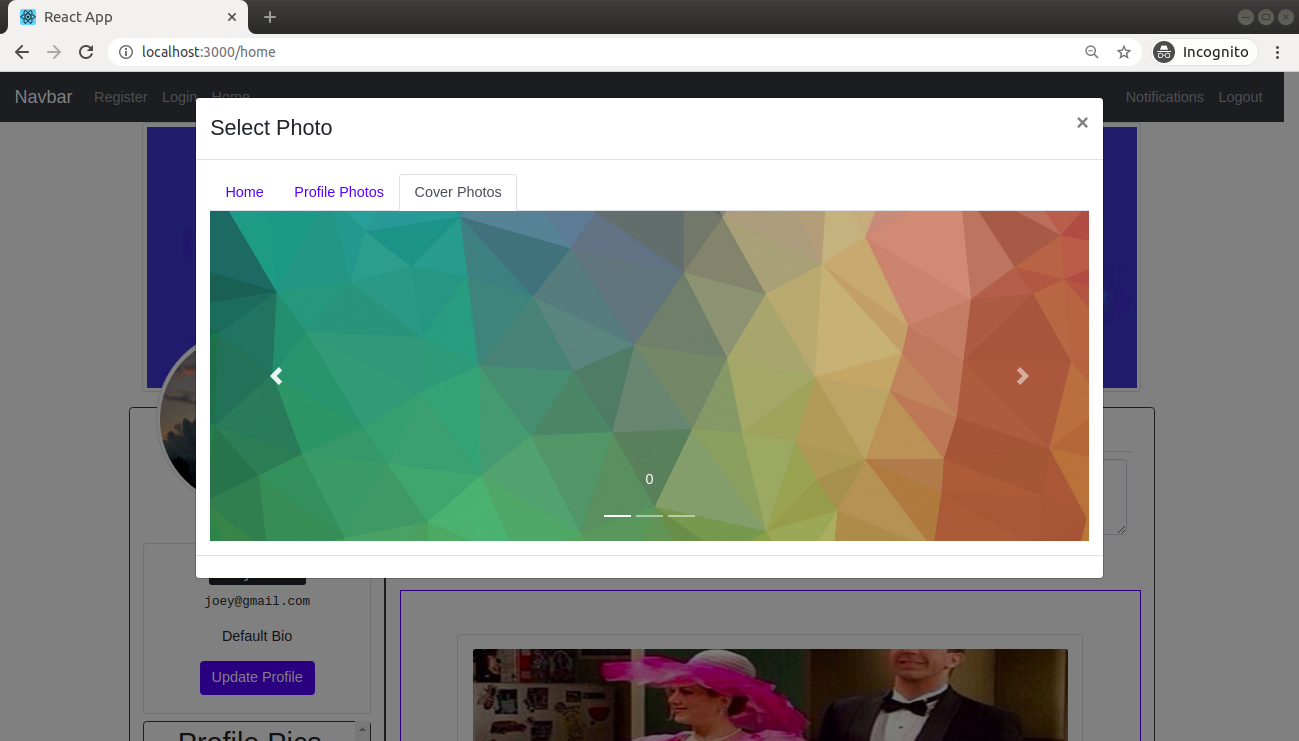 React App
localhost:3000/home
Incognito
Navbar Register Login Home Notifications Logout
Select Photo
×
Home Profile Photos Cover Photos
0
joey@gmail.com
Default Bio
Update Profile
Profile Pics